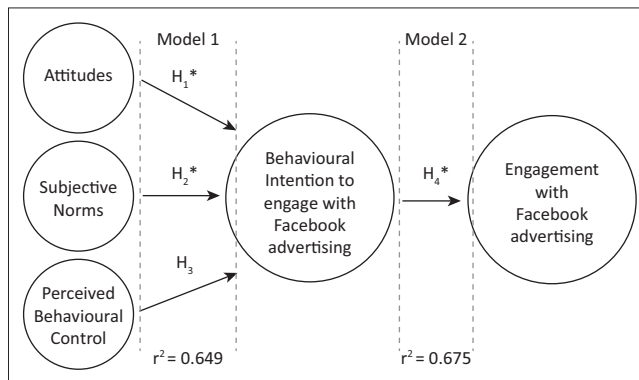 Model 1
Model 2
Attitudes
H1*
Subjective
Norms
H2*
Perceived
Behavioural
Control
H3
Behavioural
Intention to
engage with
Facebook
advertising
H4*
Engagement
with
Facebook
advertising
r² = 0.649
r² = 0.675